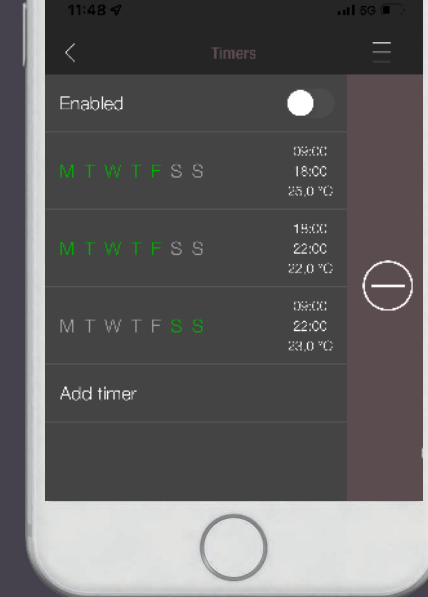 11:48 5G
Timers
Enabled
09:00
M T W T F S S 18:00
25,0 °C
18:00
M T W T F S S 22:00
22,0 °C
09:00
M T W T F S S 22:00
23,0 °C
Add timer